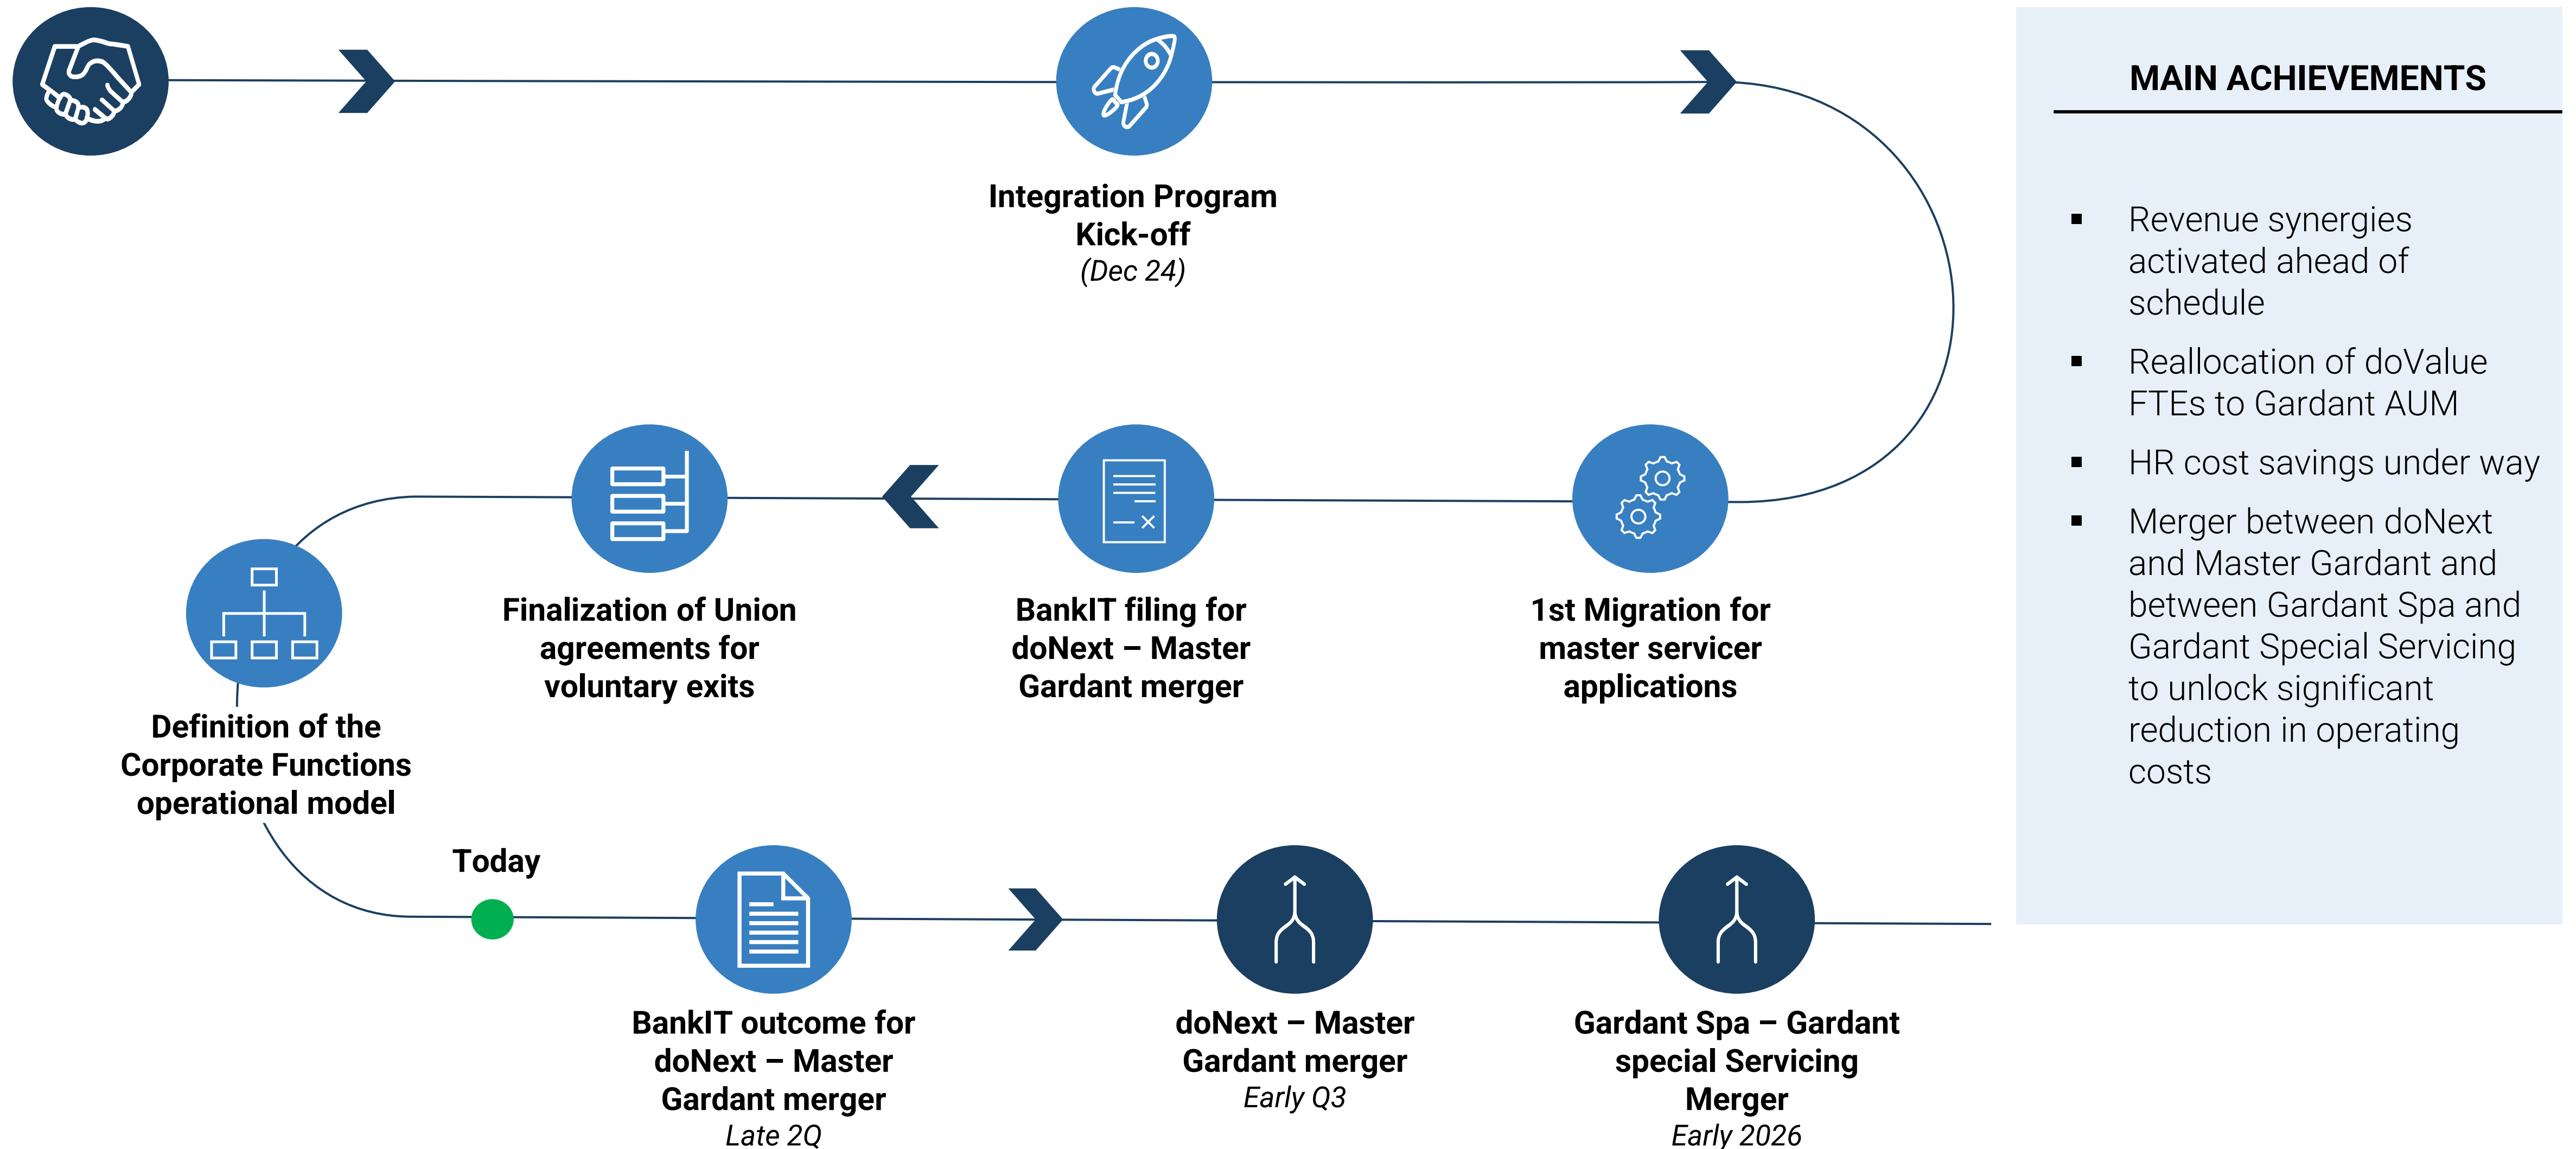 Integration Program
Kick-off
(Dec 24)
1st Migration for
master servicer
applications
BankIT filing for
doNext – Master
Gardant merger
Finalization of Union
agreements for
voluntary exits
Definition of the
Corporate Functions
operational model
Today
BankIT outcome for
doNext – Master
Gardant merger
Late 2Q
doNext – Master
Gardant merger
Early Q3
Gardant Spa – Gardant
special Servicing
Merger
Early 2026
MAIN ACHIEVEMENTS
▪ Revenue synergies
activated ahead of
schedule
▪ Reallocation of doValue
FTEs to Gardant AUM
▪ HR cost savings under way
▪ Merger between doNext
and Master Gardant and
between Gardant Spa and
Gardant Special Servicing
to unlock significant
reduction in operating
costs